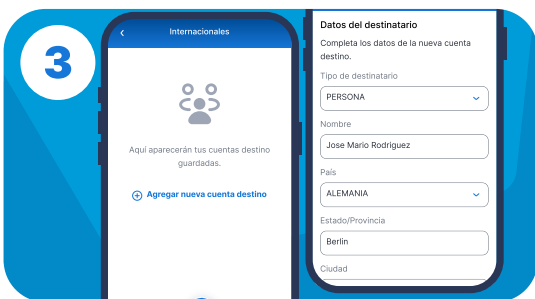 3
Internacionales
Aquí aparecerán tus cuentas destino
guardadas.
Agregar nueva cuenta destino
Datos del destinatario
Completa los datos de la nueva cuenta
destino.
Tipo de destinatario
PERSONA
Nombre
Jose Mario Rodriguez
País
ALEMANIA
Estado/Provincia
Berlin
Ciudad